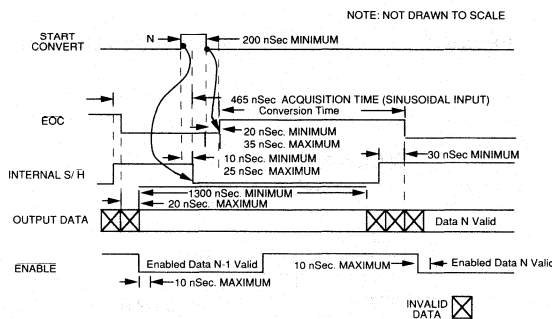 NOTE: NOT DRAWN TO SCALE
START
CONVERT
N
200 nSec MINIMUM
465 nSec ACQUISITION TIME (SINUSOIDAL INPUT)
Conversion Time
EOC
20 nSec. MINIMUM
35 nSec. MAXIMUM
10 nSec. MINIMUM
25 nSec. MAXIMUM
30 nSec MINIMUM
INTERNAL S/H
1300 nSec. MINIMUM
20 nSec. MAXIMUM
OUTPUT DATA
Data N Valid
ENABLE
Enabled Data N-1 Valid
10 nSec. MAXIMUM
Enabled Data N Valid
10 nSec. MAXIMUM
INVALID
DATA